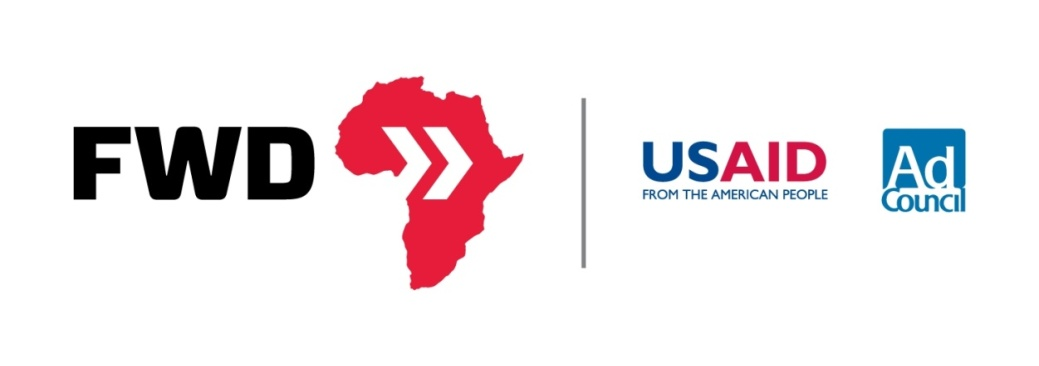 FWD
USAID
FROM THE AMERICAN PEOPLE
Ad
Council